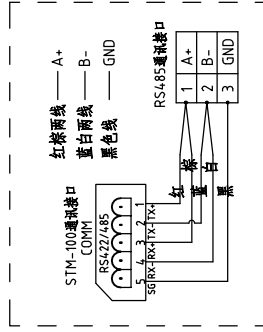 红棕两线 —— A+
蓝白两线 —— B-
黑色线 —— GND
STM-100通讯接口
COMM
RS422/485
1 TX+
2 TX-
3 RX+
4 RX-
5 SG
红 棕
蓝 白
黑
RS485通讯接口
1 A+
2 B-
3 GND